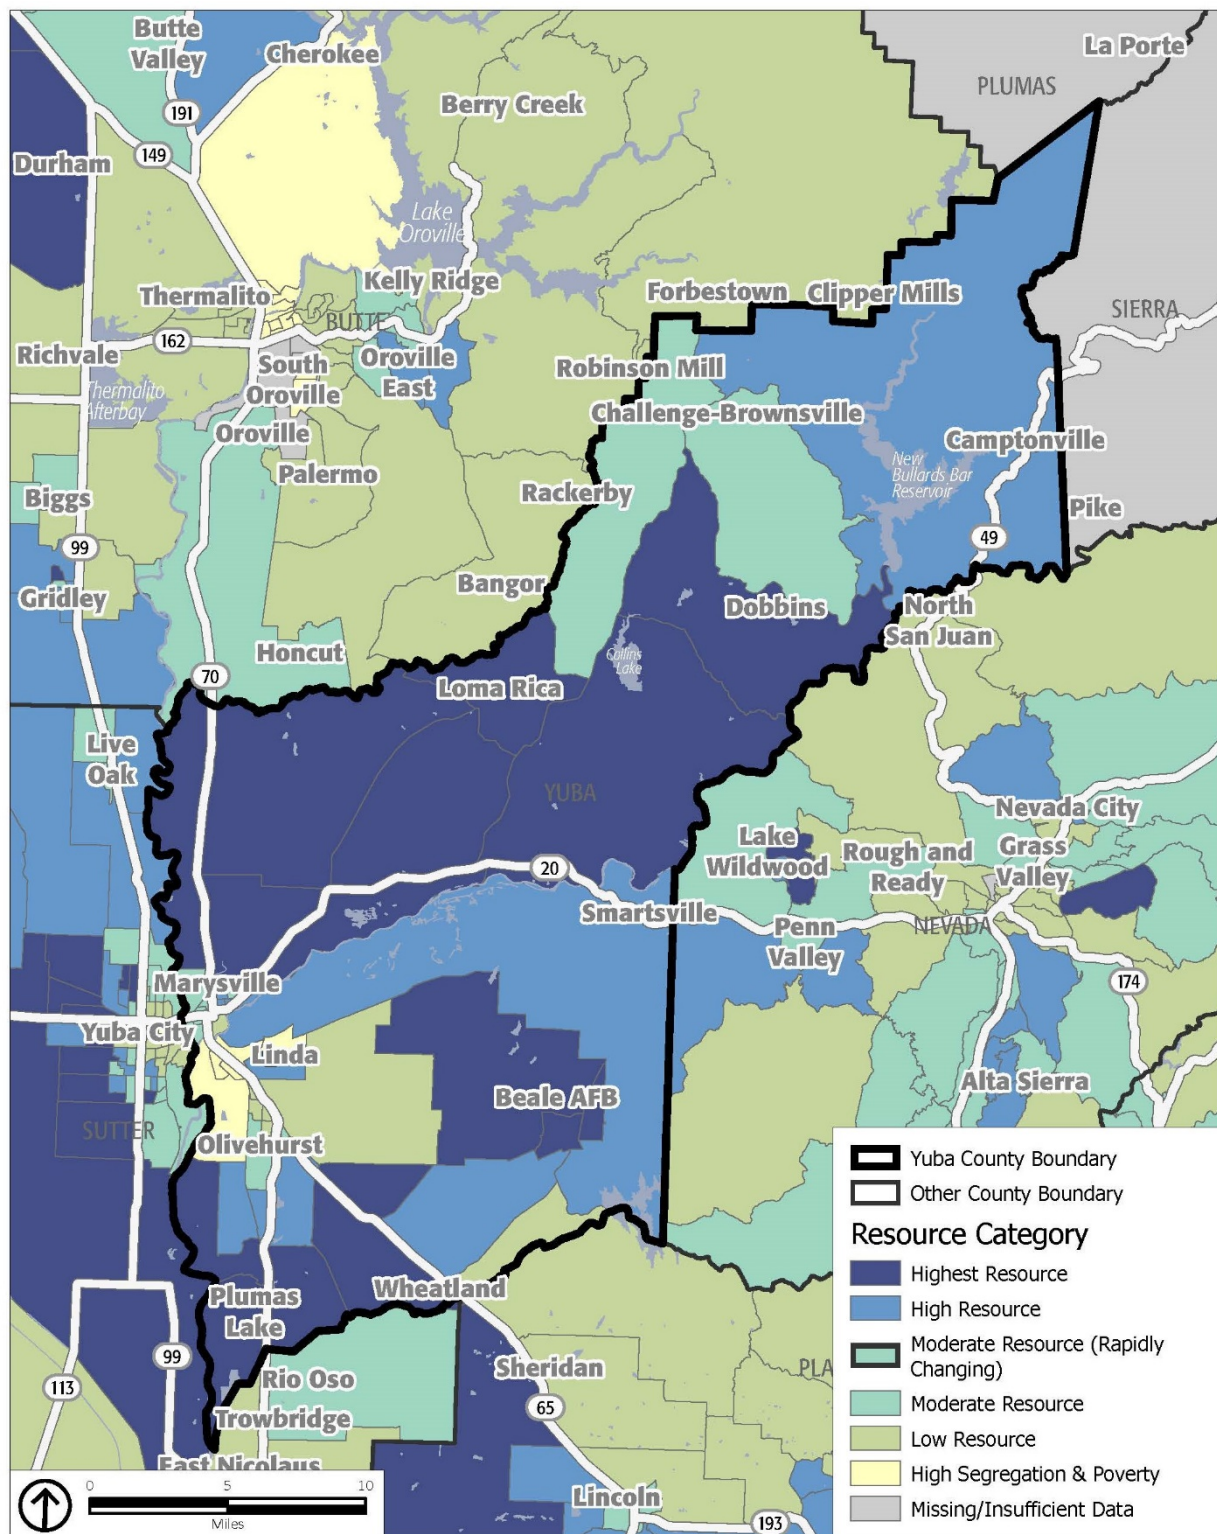 Butte
Valley
Cherokee
La Porte
PLUMAS
Berry Creek
191
149
Durham
Lake
Oroville
Kelly Ridge
Thermalito
BUTTE
Forbestown
Clipper Mills
SIERRA
162
Richvale
South
Oroville
Oroville
East
Robinson Mill
Thermalito
Afterbay
Challenge-Brownsville
Oroville
Camptonville
New
Bullards Bar
Reservoir
Palermo
Biggs
Rackerby
Pike
99
49
Gridley
Bangor
Dobbins
North
San Juan
Honcut
Collins
Lake
70
Loma Rica
Live
Oak
YUBA
Nevada City
Lake
Wildwood
Rough and
Ready
Grass
Valley
20
Smartsville
Penn
Valley
NEVADA
Marysville
174
Yuba City
Linda
Beale AFB
Alta Sierra
SUTTER
Olivehurst
Plumas
Lake
Wheatland
99
Sheridan
PLA
113
Rio Oso
Trowbridge
65
East Nicolaus
Lincoln
193
0 5 10
Miles
Yuba County Boundary
Other County Boundary
Resource Category
Highest Resource
High Resource
Moderate Resource (Rapidly
Changing)
Moderate Resource
Low Resource
High Segregation & Poverty
Missing/Insufficient Data